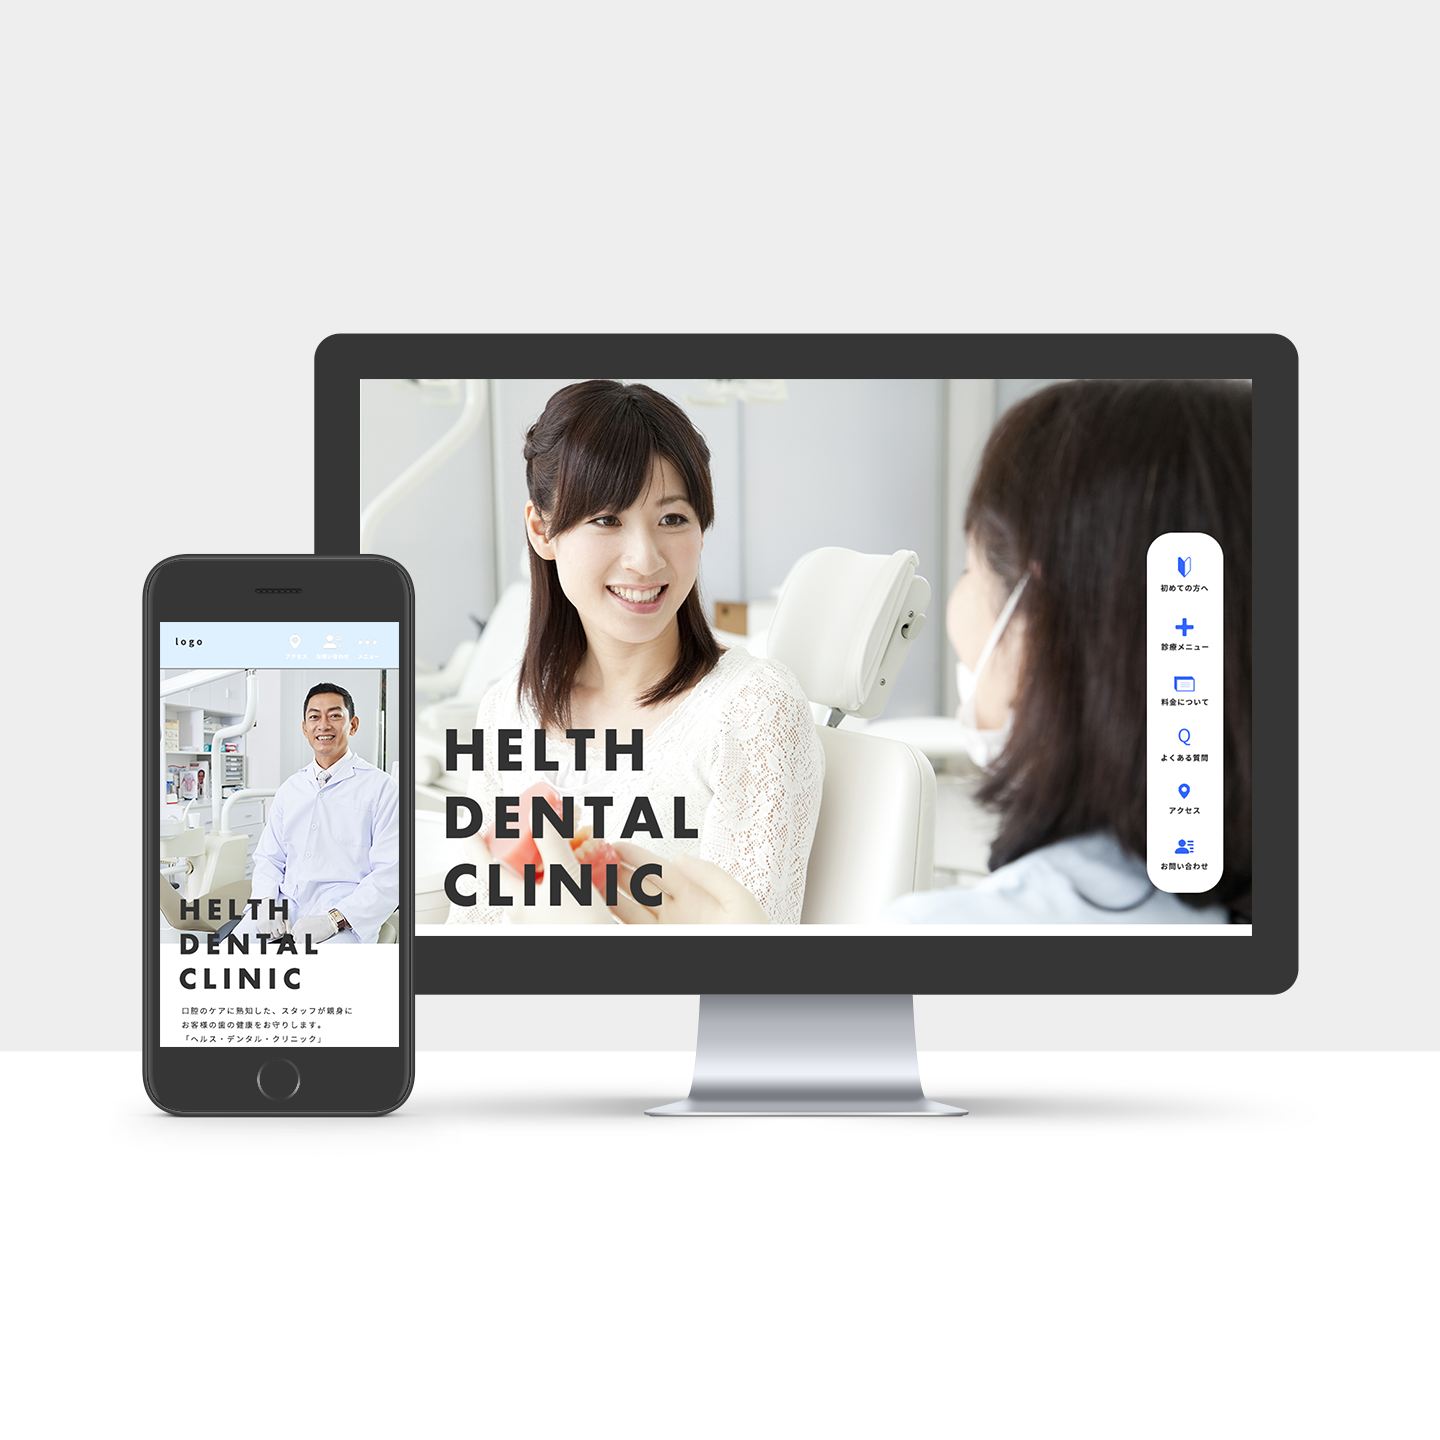 HELTH
DENTAL
CLINIC
初めての方へ
診療メニュー
料金について
Q
よくある質問
アクセス
お問い合わせ
logo
アクセス
お問い合わせ
メニュー
HELTH
DENTAL
CLINIC
口腔のケアに熟知した、スタッフが親身に
お客様の歯の健康をお守りします。
「ヘルス・デンタル・クリニック」